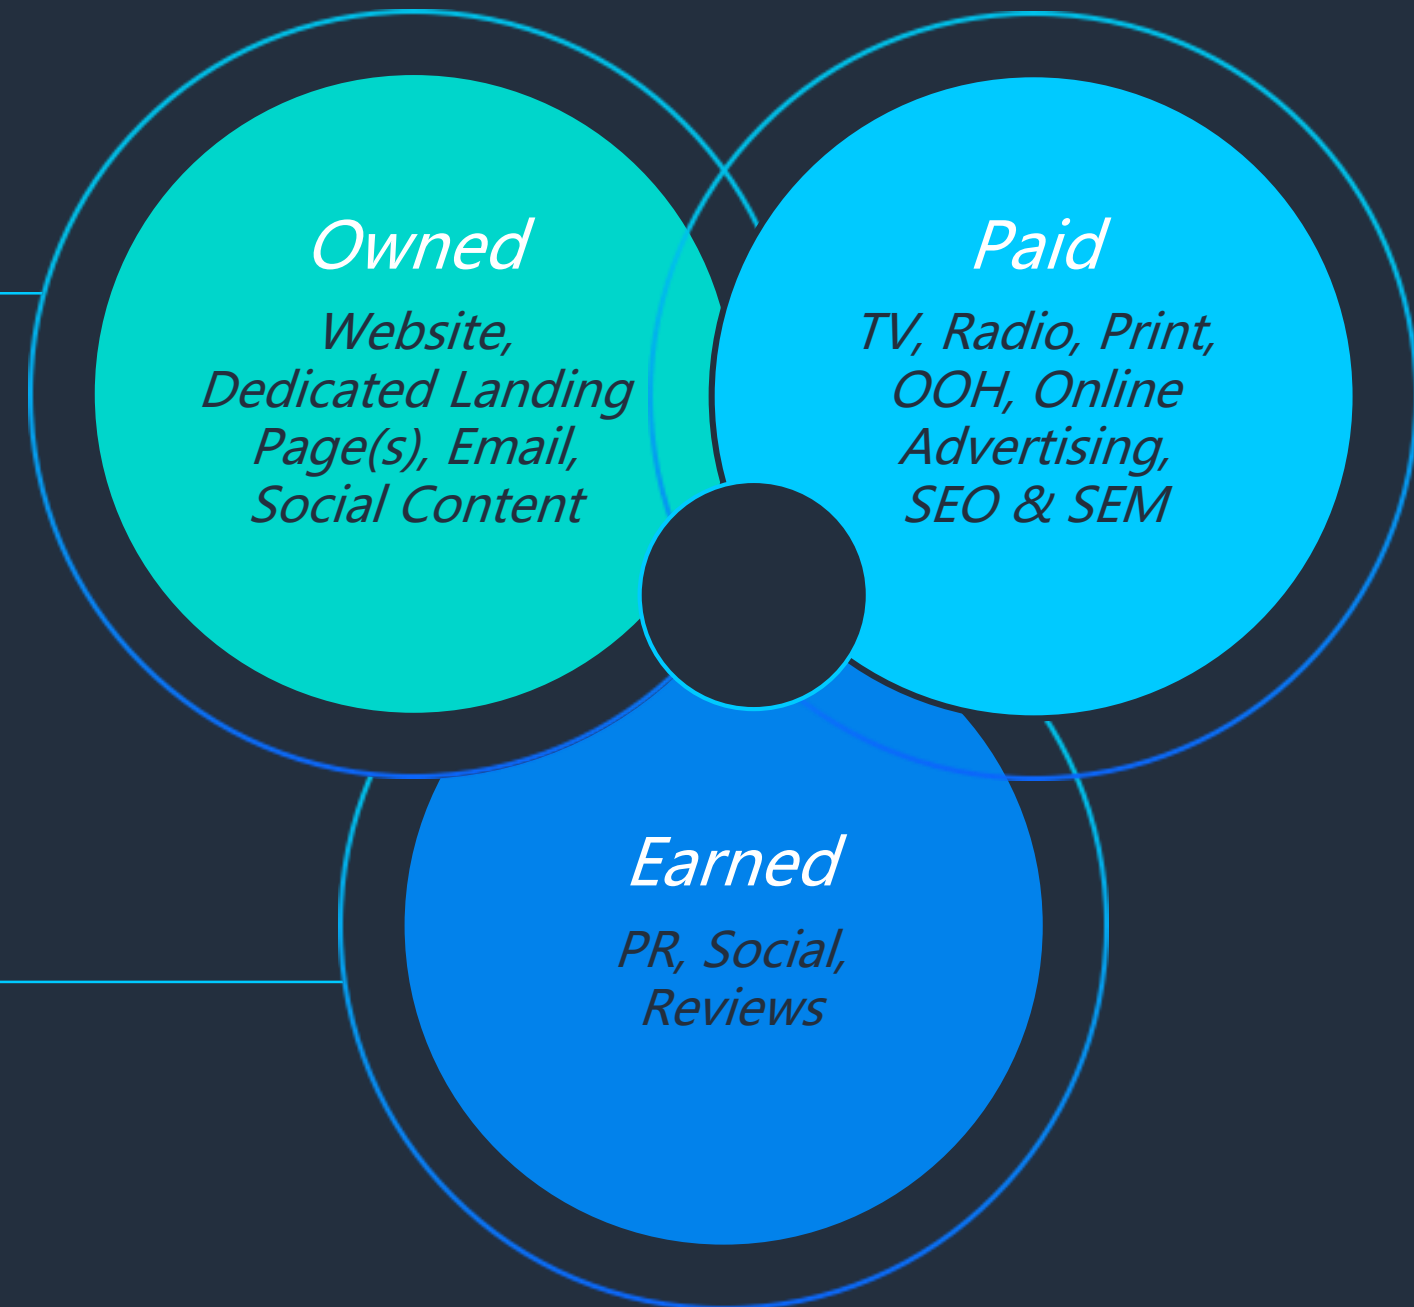 Owned
Website,
Dedicated Landing
Page(s), Email,
Social Content
Paid
TV, Radio, Print,
OOH, Online
Advertising,
SEO & SEM
Earned
PR, Social,
Reviews